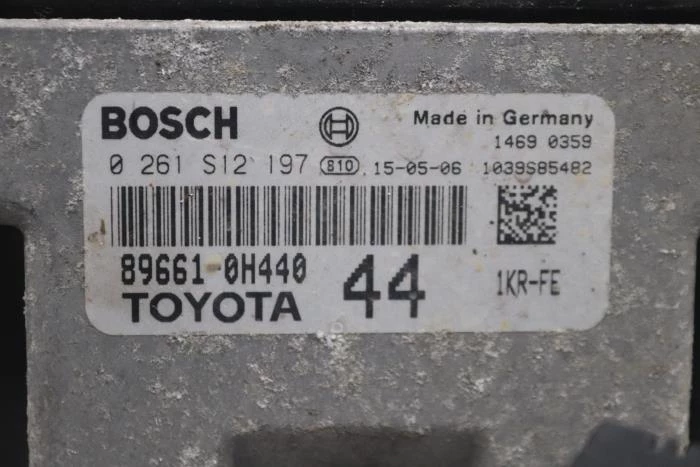 BOSCH Made in Germany
1469 0359
0 261 S12 197 810 15-05-06 1039S85482
89661-0H440 44 1KR-FE
TOYOTA